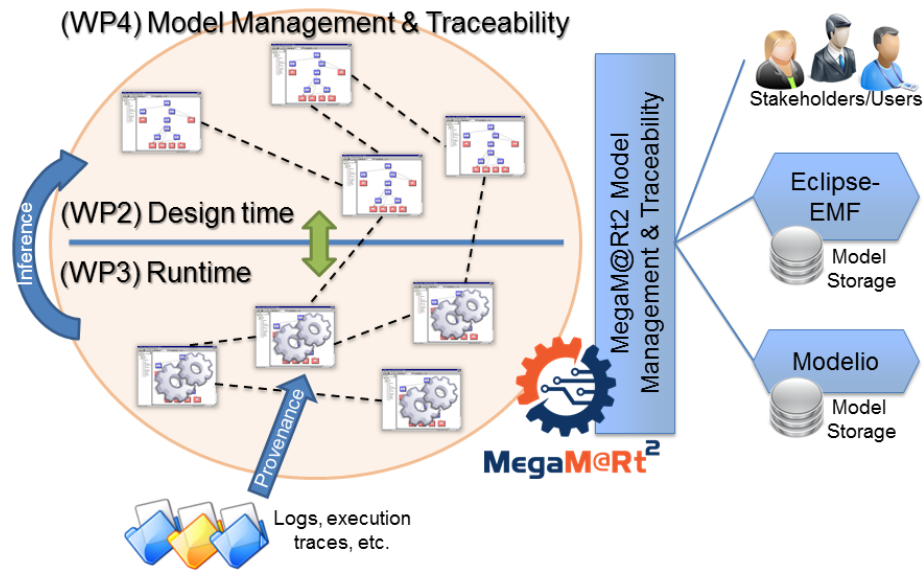 (WP4) Model Management & Traceability
(WP2) Design time
(WP3) Runtime
Inference
Provenance
Logs, execution
traces, etc.
MegaM@Rt2
MegaM@Rt2 Model
Management & Traceability
Stakeholders/Users
Eclipse-
EMF
Model
Storage
Modelio
Model
Storage